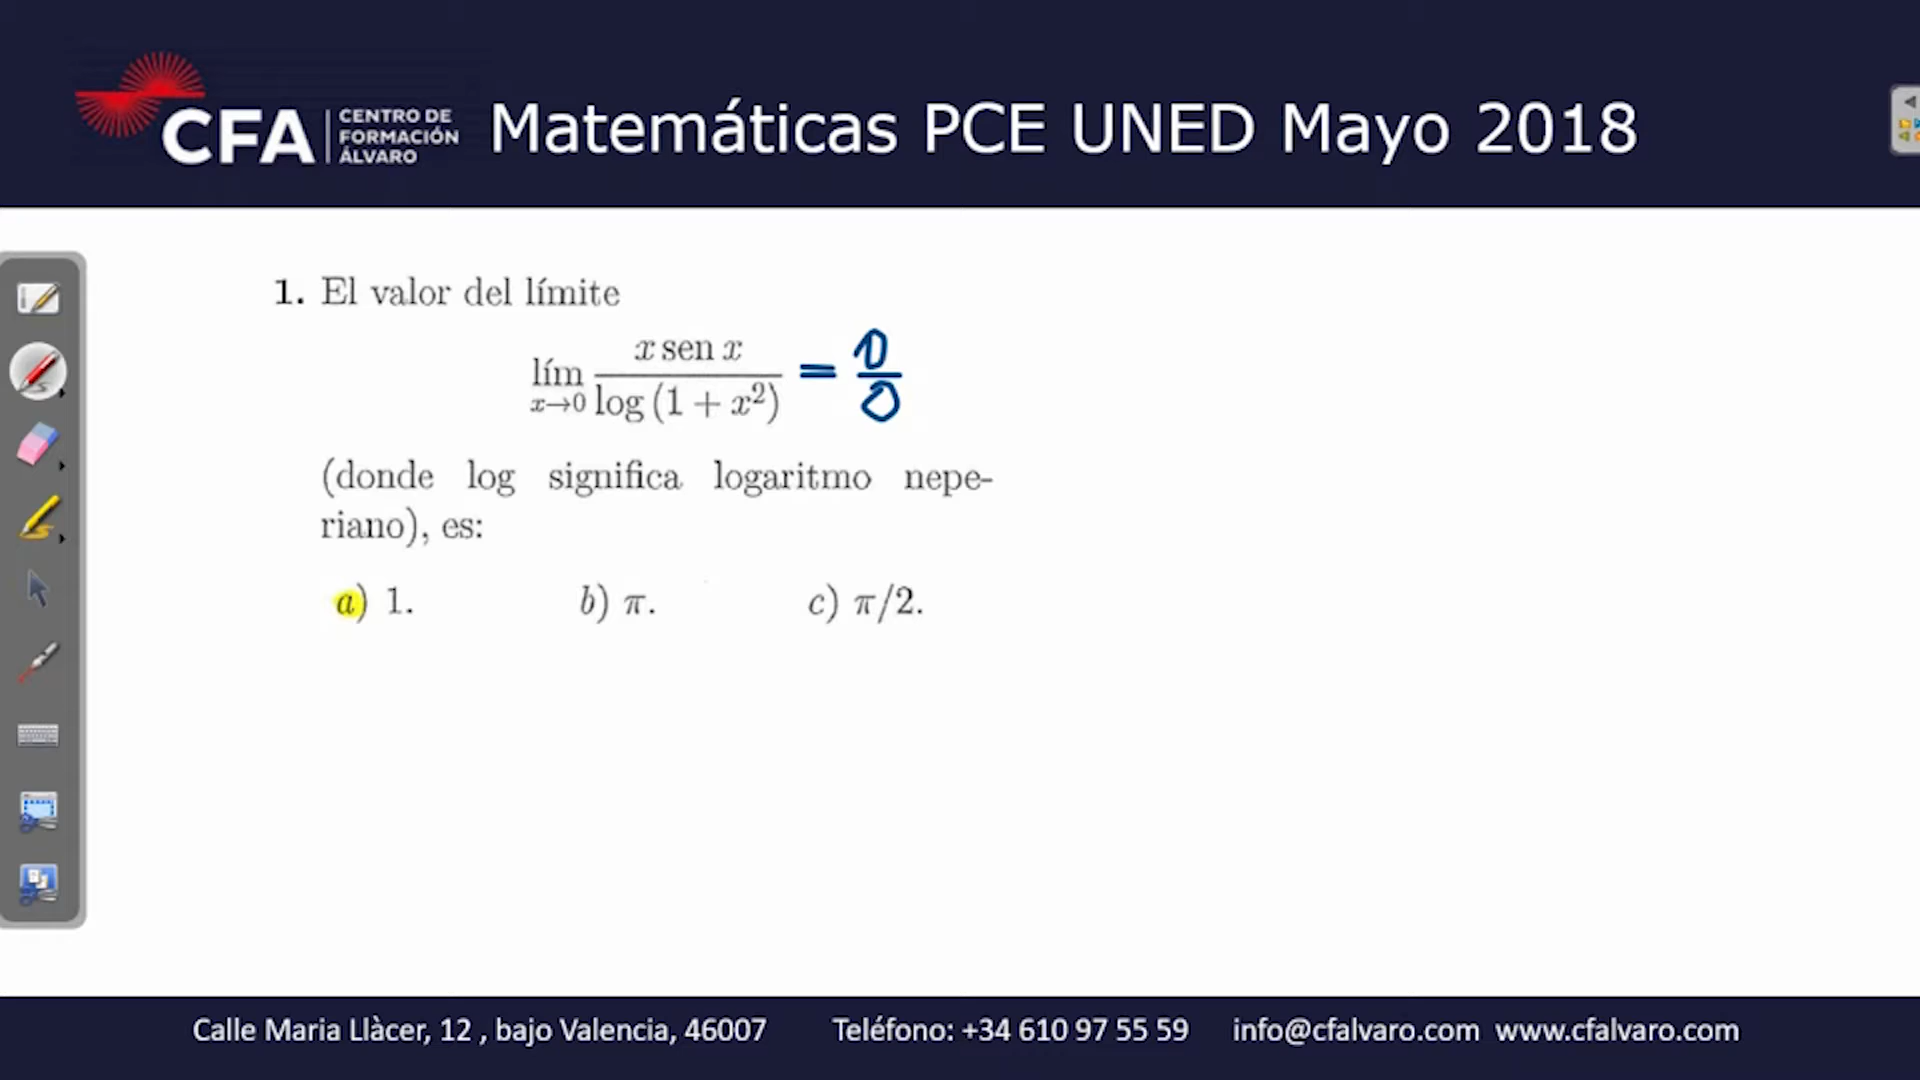 CFA CENTRO DE FORMACIÓN ÁLVARO
Matemáticas PCE UNED Mayo 2018
1. El valor del límite
lím x→0 x sen x / log (1 + x²) = 0/0
(donde log significa logaritmo nepe-
riano), es:
a) 1. b) π. c) π/2.
Calle Maria Llàcer, 12 , bajo Valencia, 46007 Teléfono: +34 610 97 55 59 info@cfalvaro.com www.cfalvaro.com